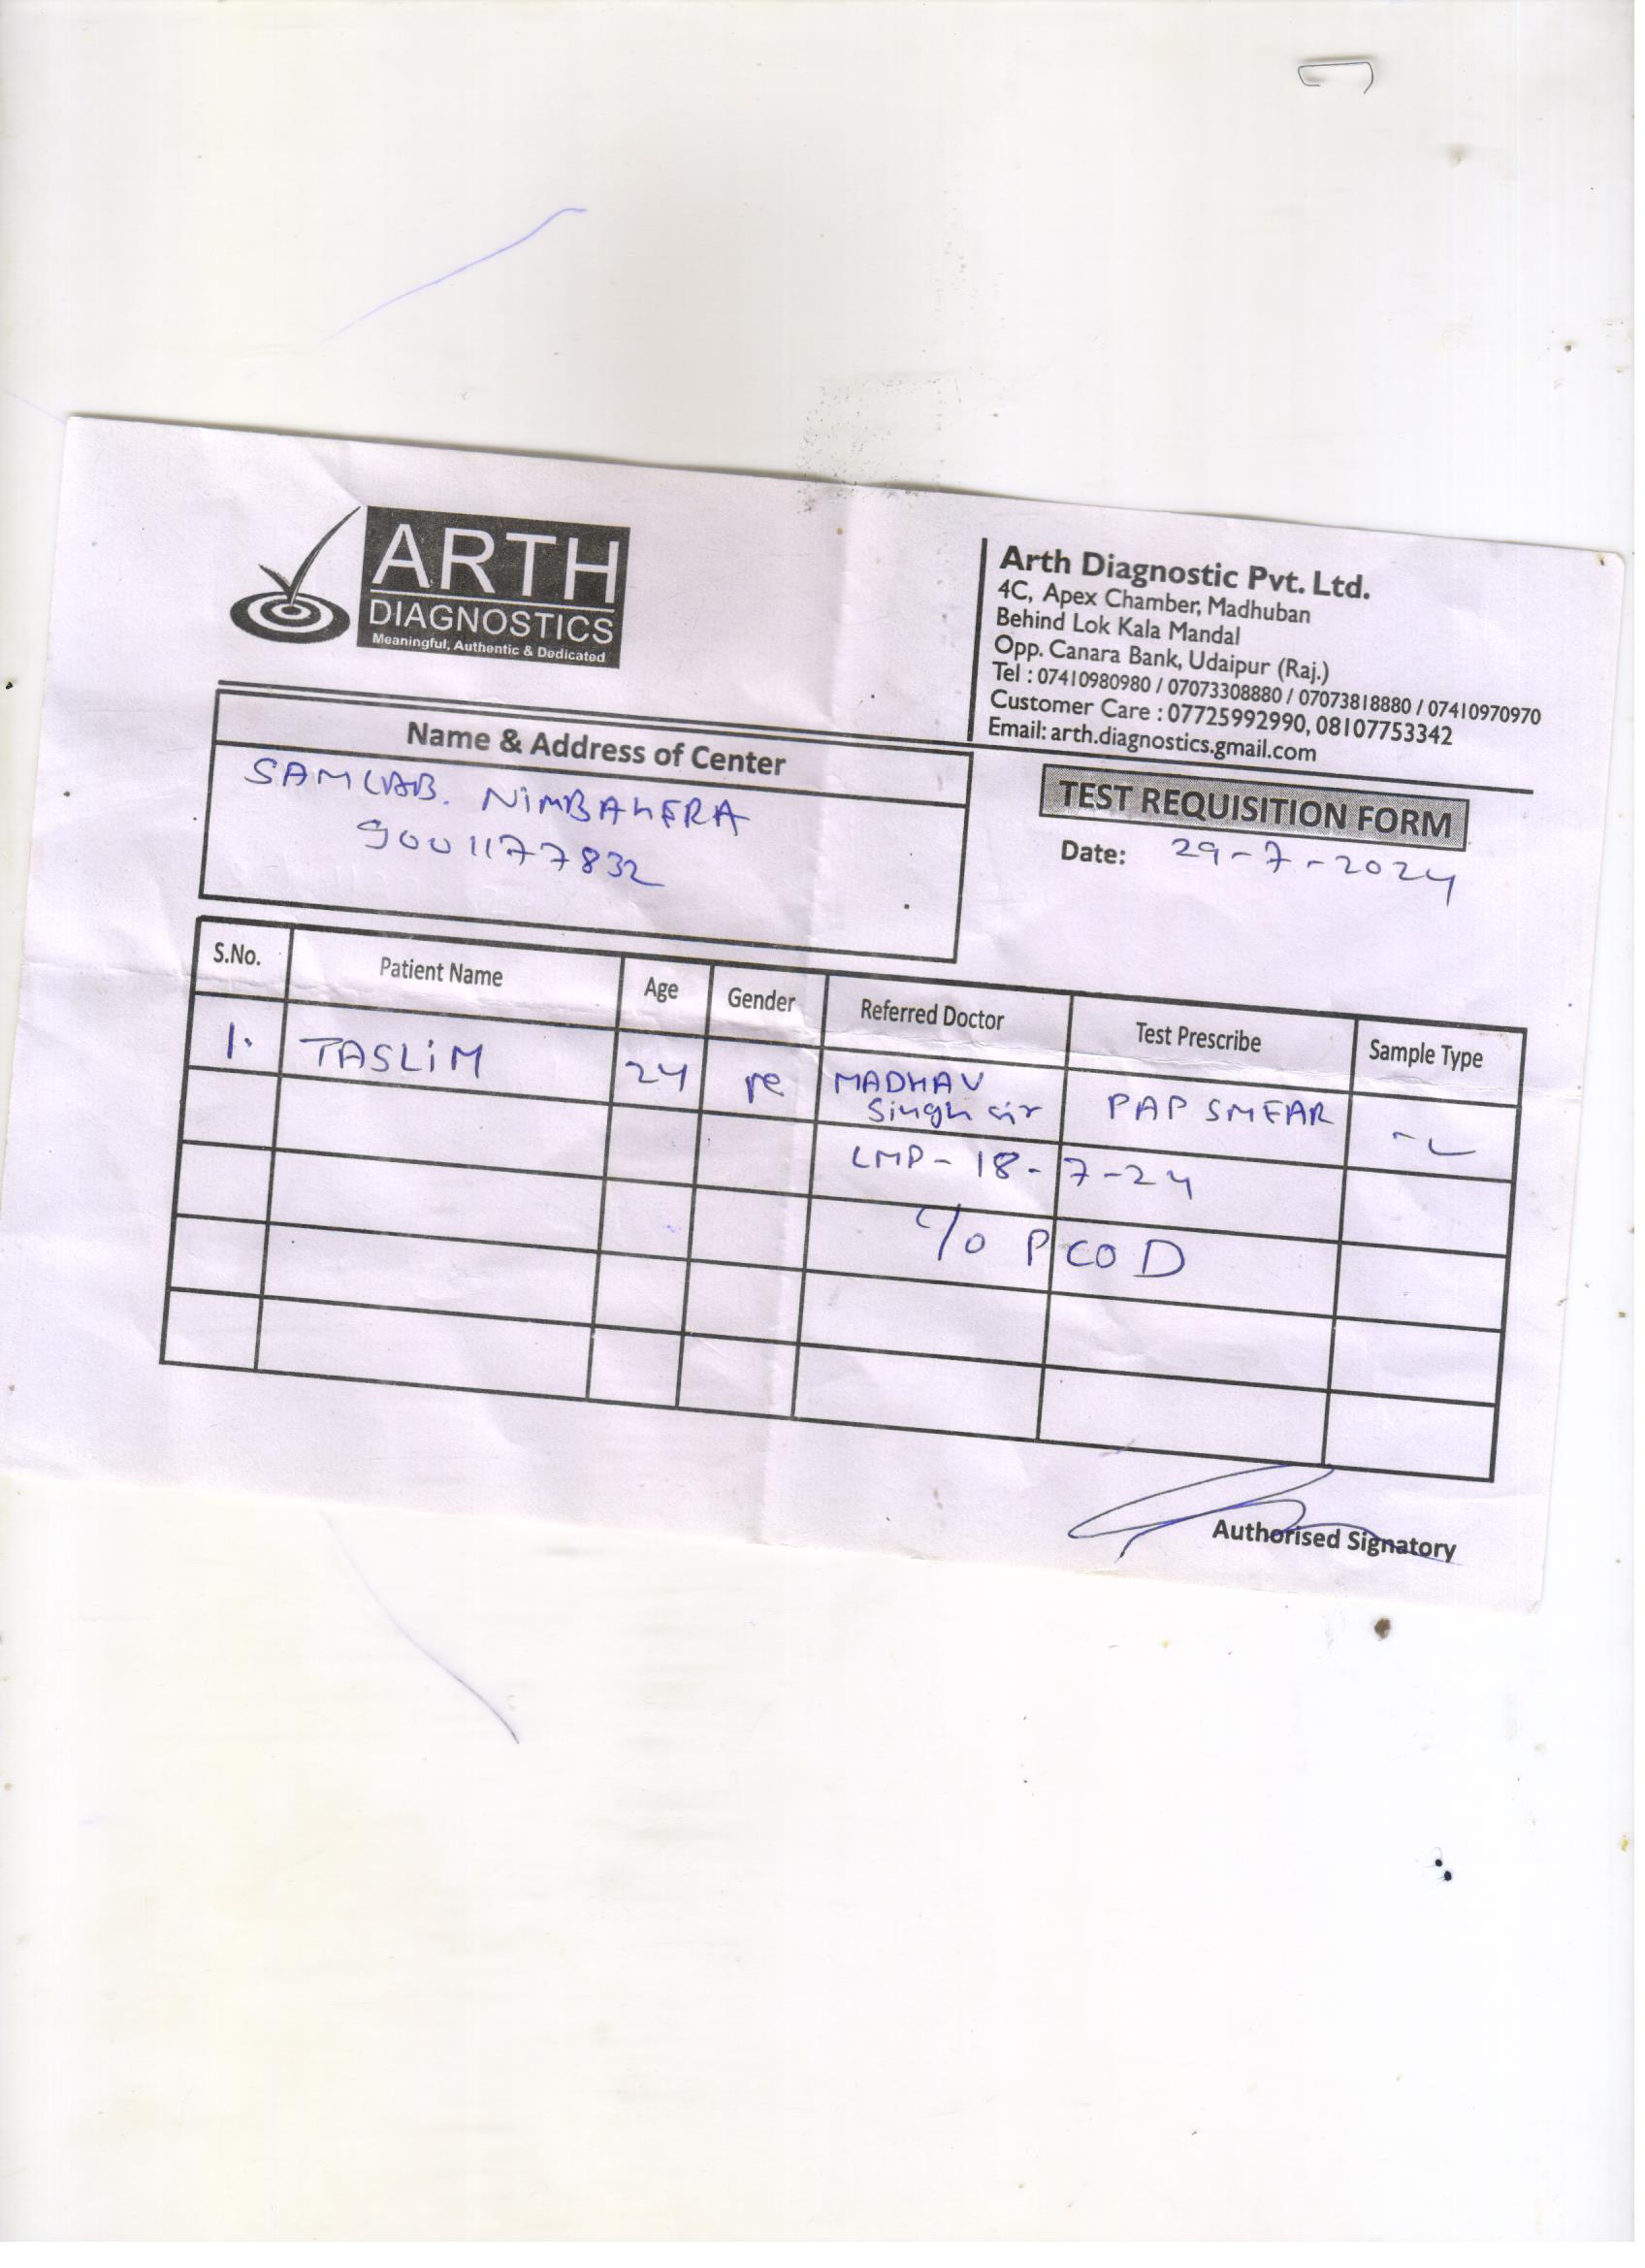 ARTH
DIAGNOSTICS
Meaningful, Authentic & Dedicated
Arth Diagnostic Pvt. Ltd.
4C, Apex Chamber, Madhuban
Behind Lok Kala Mandal
Opp. Canara Bank, Udaipur (Raj.)
Tel : 07410980980 / 07073308880 / 07073818880 / 07410970970
Customer Care : 07725992990, 08107753342
Email: arth.diagnostics.gmail.com
Name & Address of Center
SAMLAB. NIMBAHERA
9001177832
TEST REQUISITION FORM
Date: 29-7-2024
S.No. Patient Name Age Gender Referred Doctor Test Prescribe Sample Type
1. TASLIM 24 MADHAV Singh sir PAP SMEAR
LMP - 18-7-24
C/O PCOD
Authorised Signatory